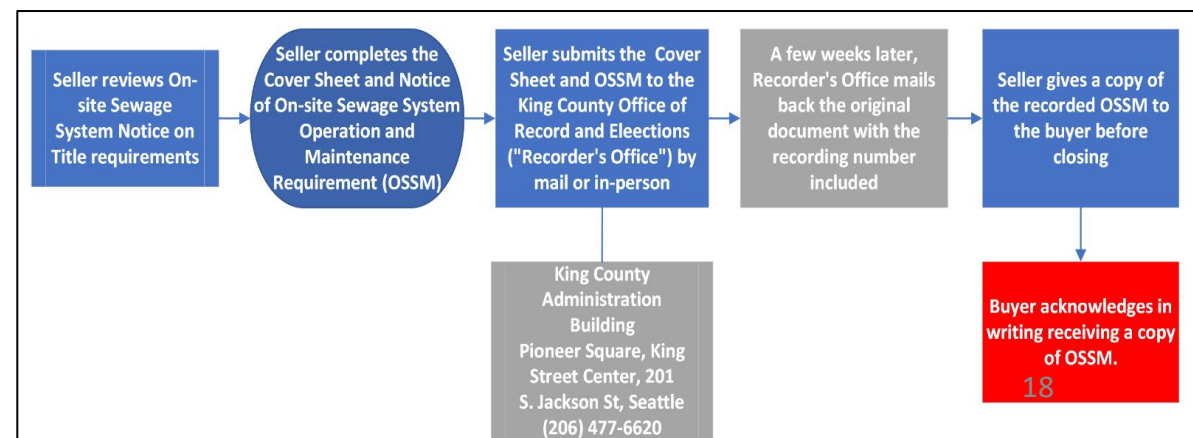 Seller reviews On-
site Sewage
System Notice on
Title requirements
Seller completes the
Cover Sheet and Notice
of On-site Sewage System
Operation and
Maintenance
Requirement (OSSM)
Seller submits the Cover
Sheet and OSSM to the
King County Office of
Record and Eleections
("Recorder's Office") by
mail or in-person
A few weeks later,
Recorder's Office mails
back the original
document with the
recording number
included
Seller gives a copy of
the recorded OSSM to
the buyer before
closing
King County
Administration
Building
Pioneer Square, King
Street Center, 201
S. Jackson St, Seattle
(206) 477-6620
Buyer acknowledges in
writing receiving a copy
of OSSM.
18